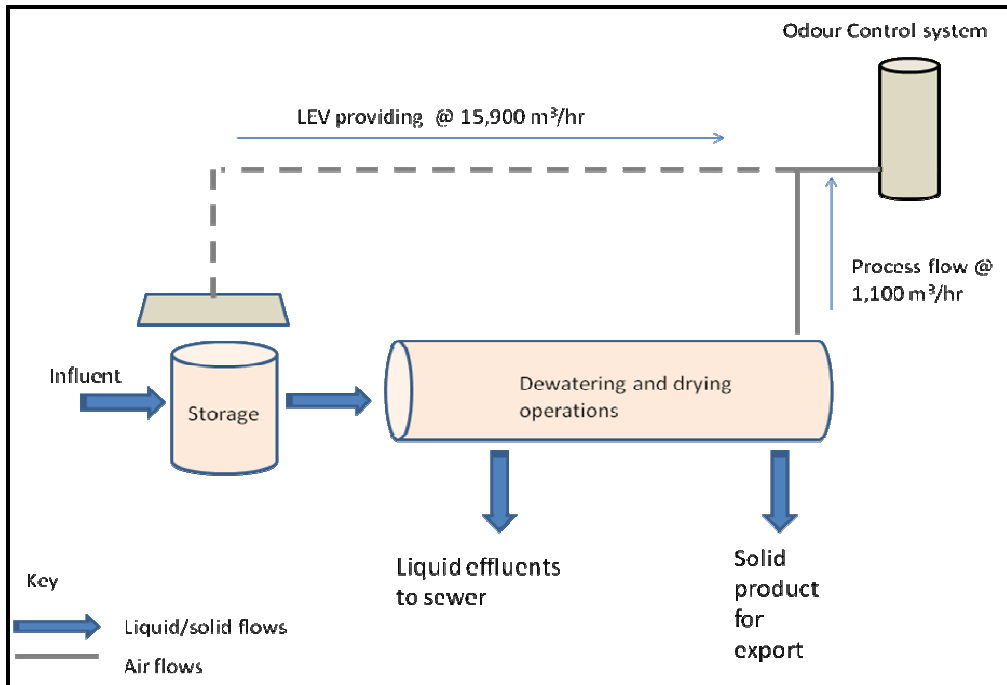 Odour Control system
LEV providing @ 15,900 m³/hr
Process flow @
1,100 m³/hr
Influent
Storage
Dewatering and drying
operations
Liquid effluents
to sewer
Solid
product
for
export
Key
Liquid/solid flows
Air flows